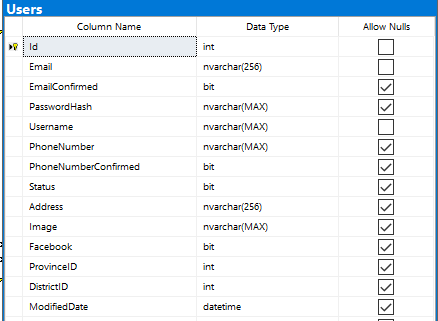 Users
Column Name Data Type Allow Nulls
Id int
Email nvarchar(256)
EmailConfirmed bit
PasswordHash nvarchar(MAX)
Username nvarchar(MAX)
PhoneNumber nvarchar(MAX)
PhoneNumberConfirmed bit
Status bit
Address nvarchar(256)
Image nvarchar(MAX)
Facebook bit
ProvinceID int
DistrictID int
ModifiedDate datetime